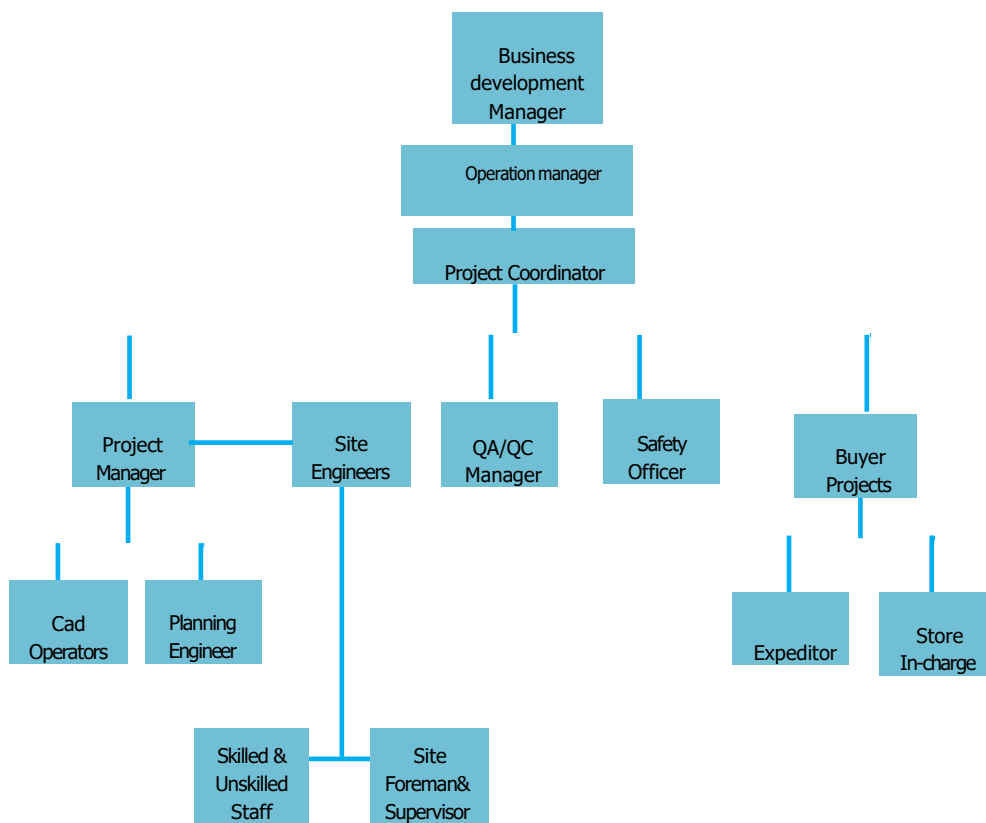 Business
development
Manager
Operation manager
Project Coordinator
Project
Manager
Site
Engineers
QA/QC
Manager
Safety
Officer
Buyer
Projects
Cad
Operators
Planning
Engineer
Expeditor
Store
In-charge
Skilled &
Unskilled
Staff
Site
Foreman&
Supervisor